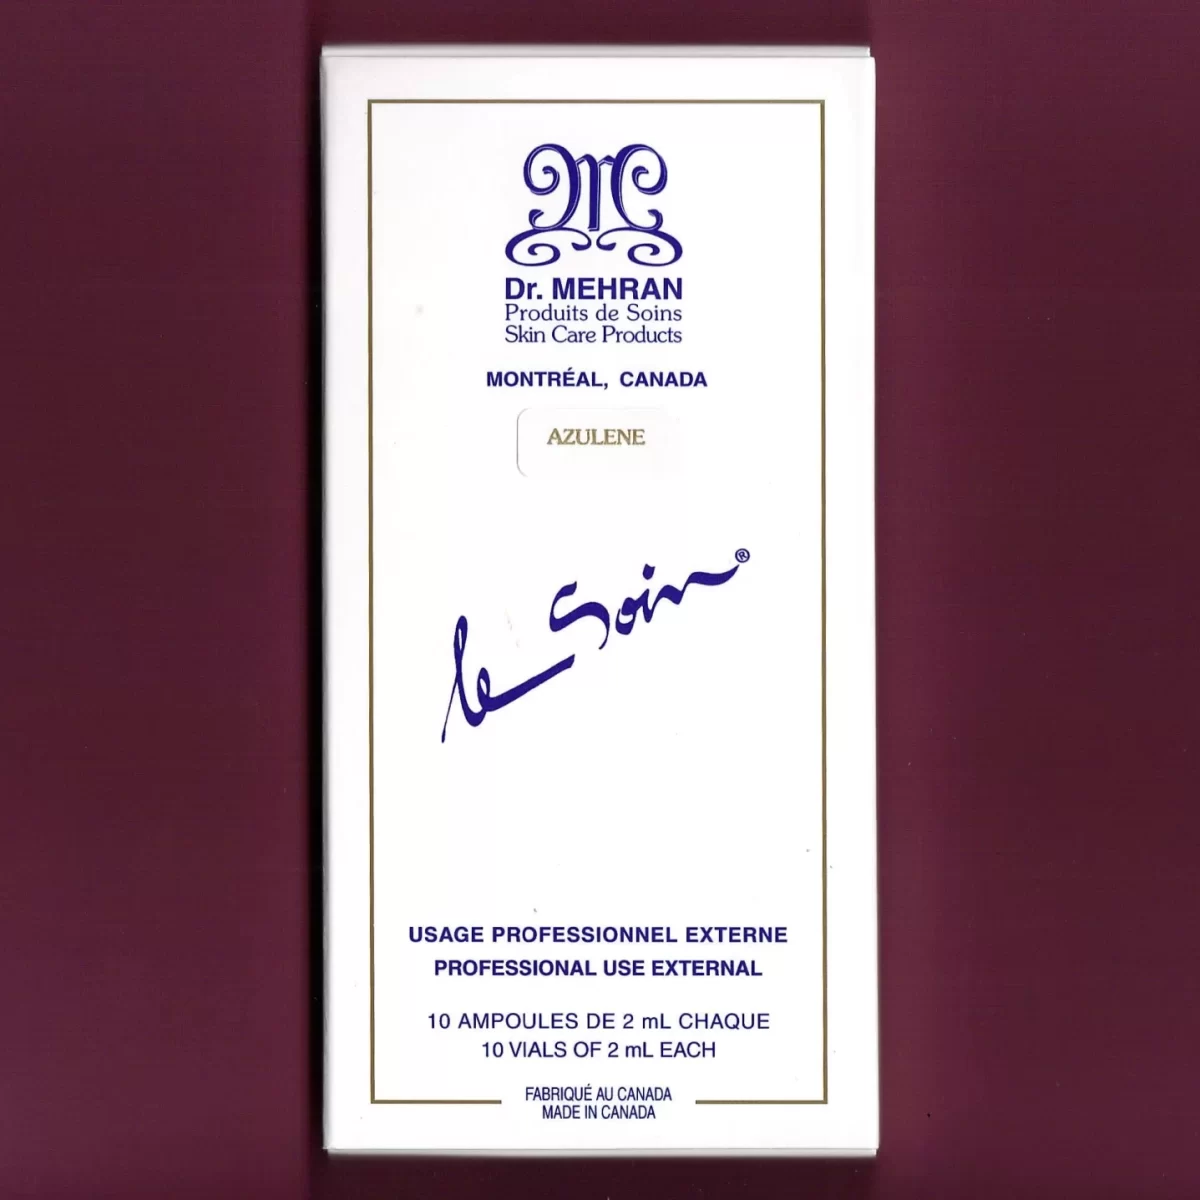 Dr. MEHRAN
Produits de Soins
Skin Care Products
MONTRÉAL, CANADA
AZULENE
le Soin®
USAGE PROFESSIONNEL EXTERNE
PROFESSIONAL USE EXTERNAL
10 AMPOULES DE 2 mL CHAQUE
10 VIALS OF 2 mL EACH
FABRIQUÉ AU CANADA
MADE IN CANADA